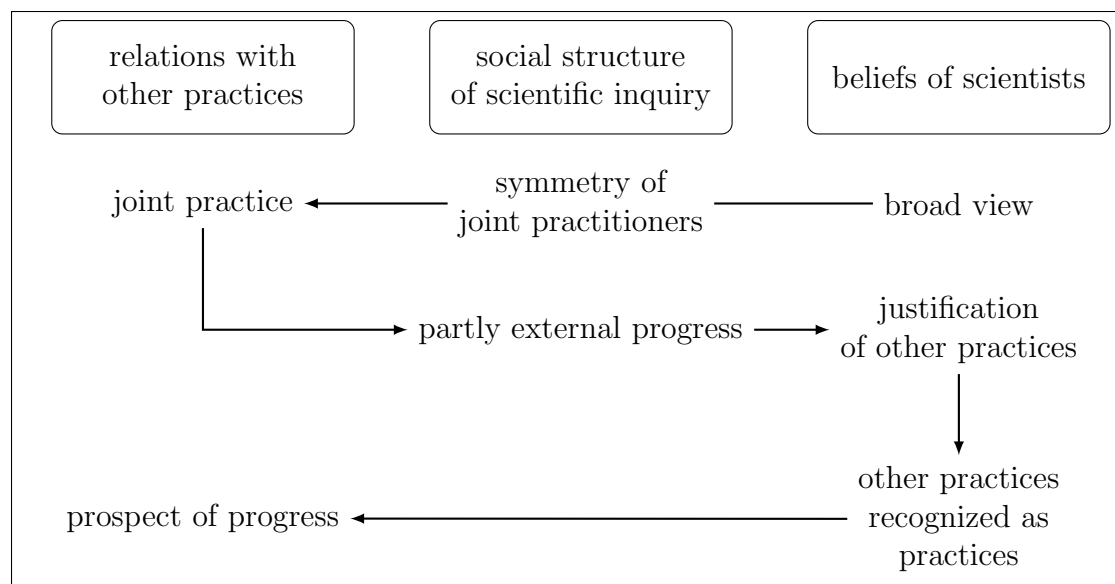 relations with
other practices
social structure
of scientific inquiry
beliefs of scientists
joint practice
symmetry of
joint practitioners
broad view
partly external progress
justification
of other practices
prospect of progress
other practices
recognized as
practices